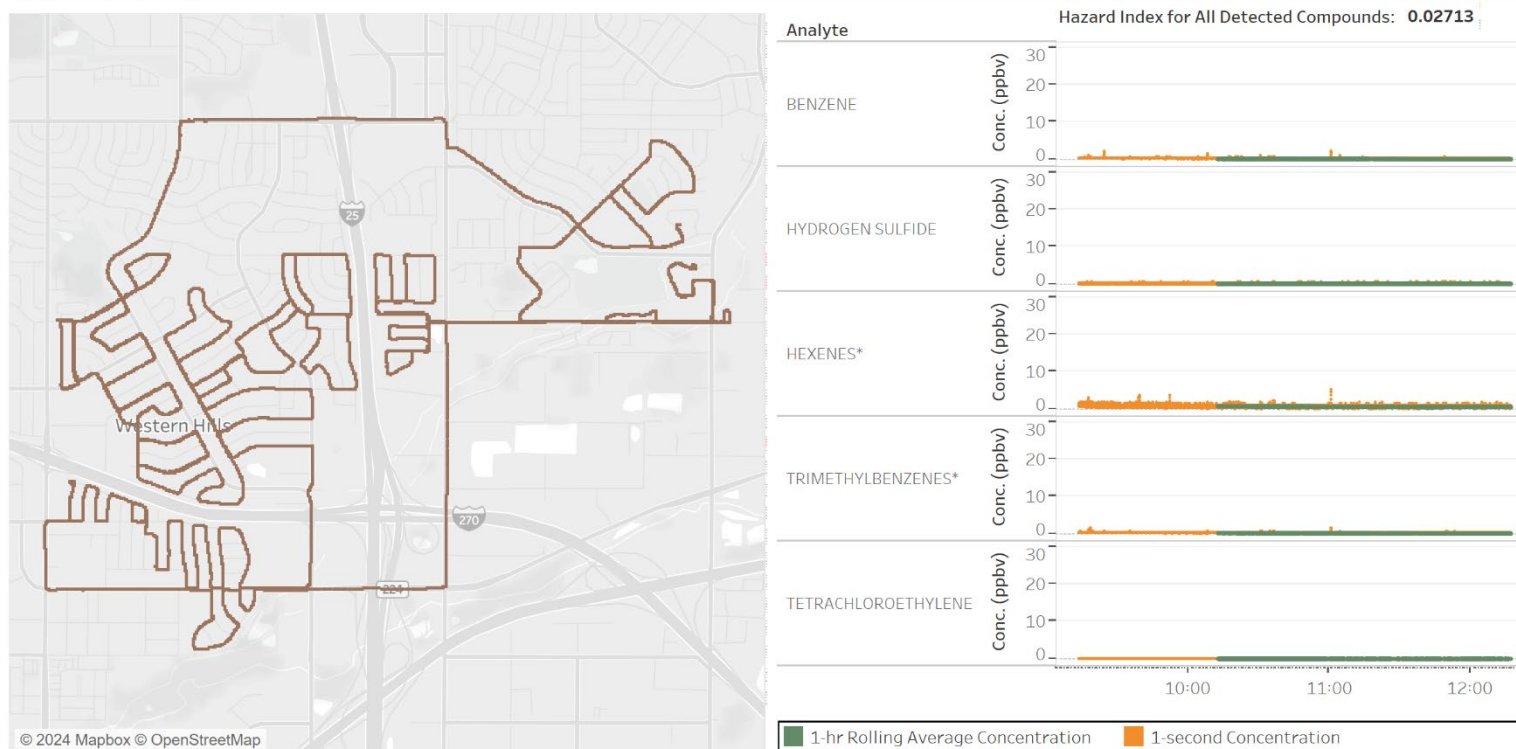 25
Western Hills
270
224
© 2024 Mapbox © OpenStreetMap
Analyte
Hazard Index for All Detected Compounds: 0.02713
BENZENE
Conc. (ppbv)
30
20
10
0
HYDROGEN SULFIDE
Conc. (ppbv)
30
20
10
0
HEXENES*
Conc. (ppbv)
30
20
10
0
TRIMETHYLBENZENES*
Conc. (ppbv)
30
20
10
0
TETRACHLOROETHYLENE
Conc. (ppbv)
30
20
10
0
10:00 11:00 12:00
1-hr Rolling Average Concentration 1-second Concentration